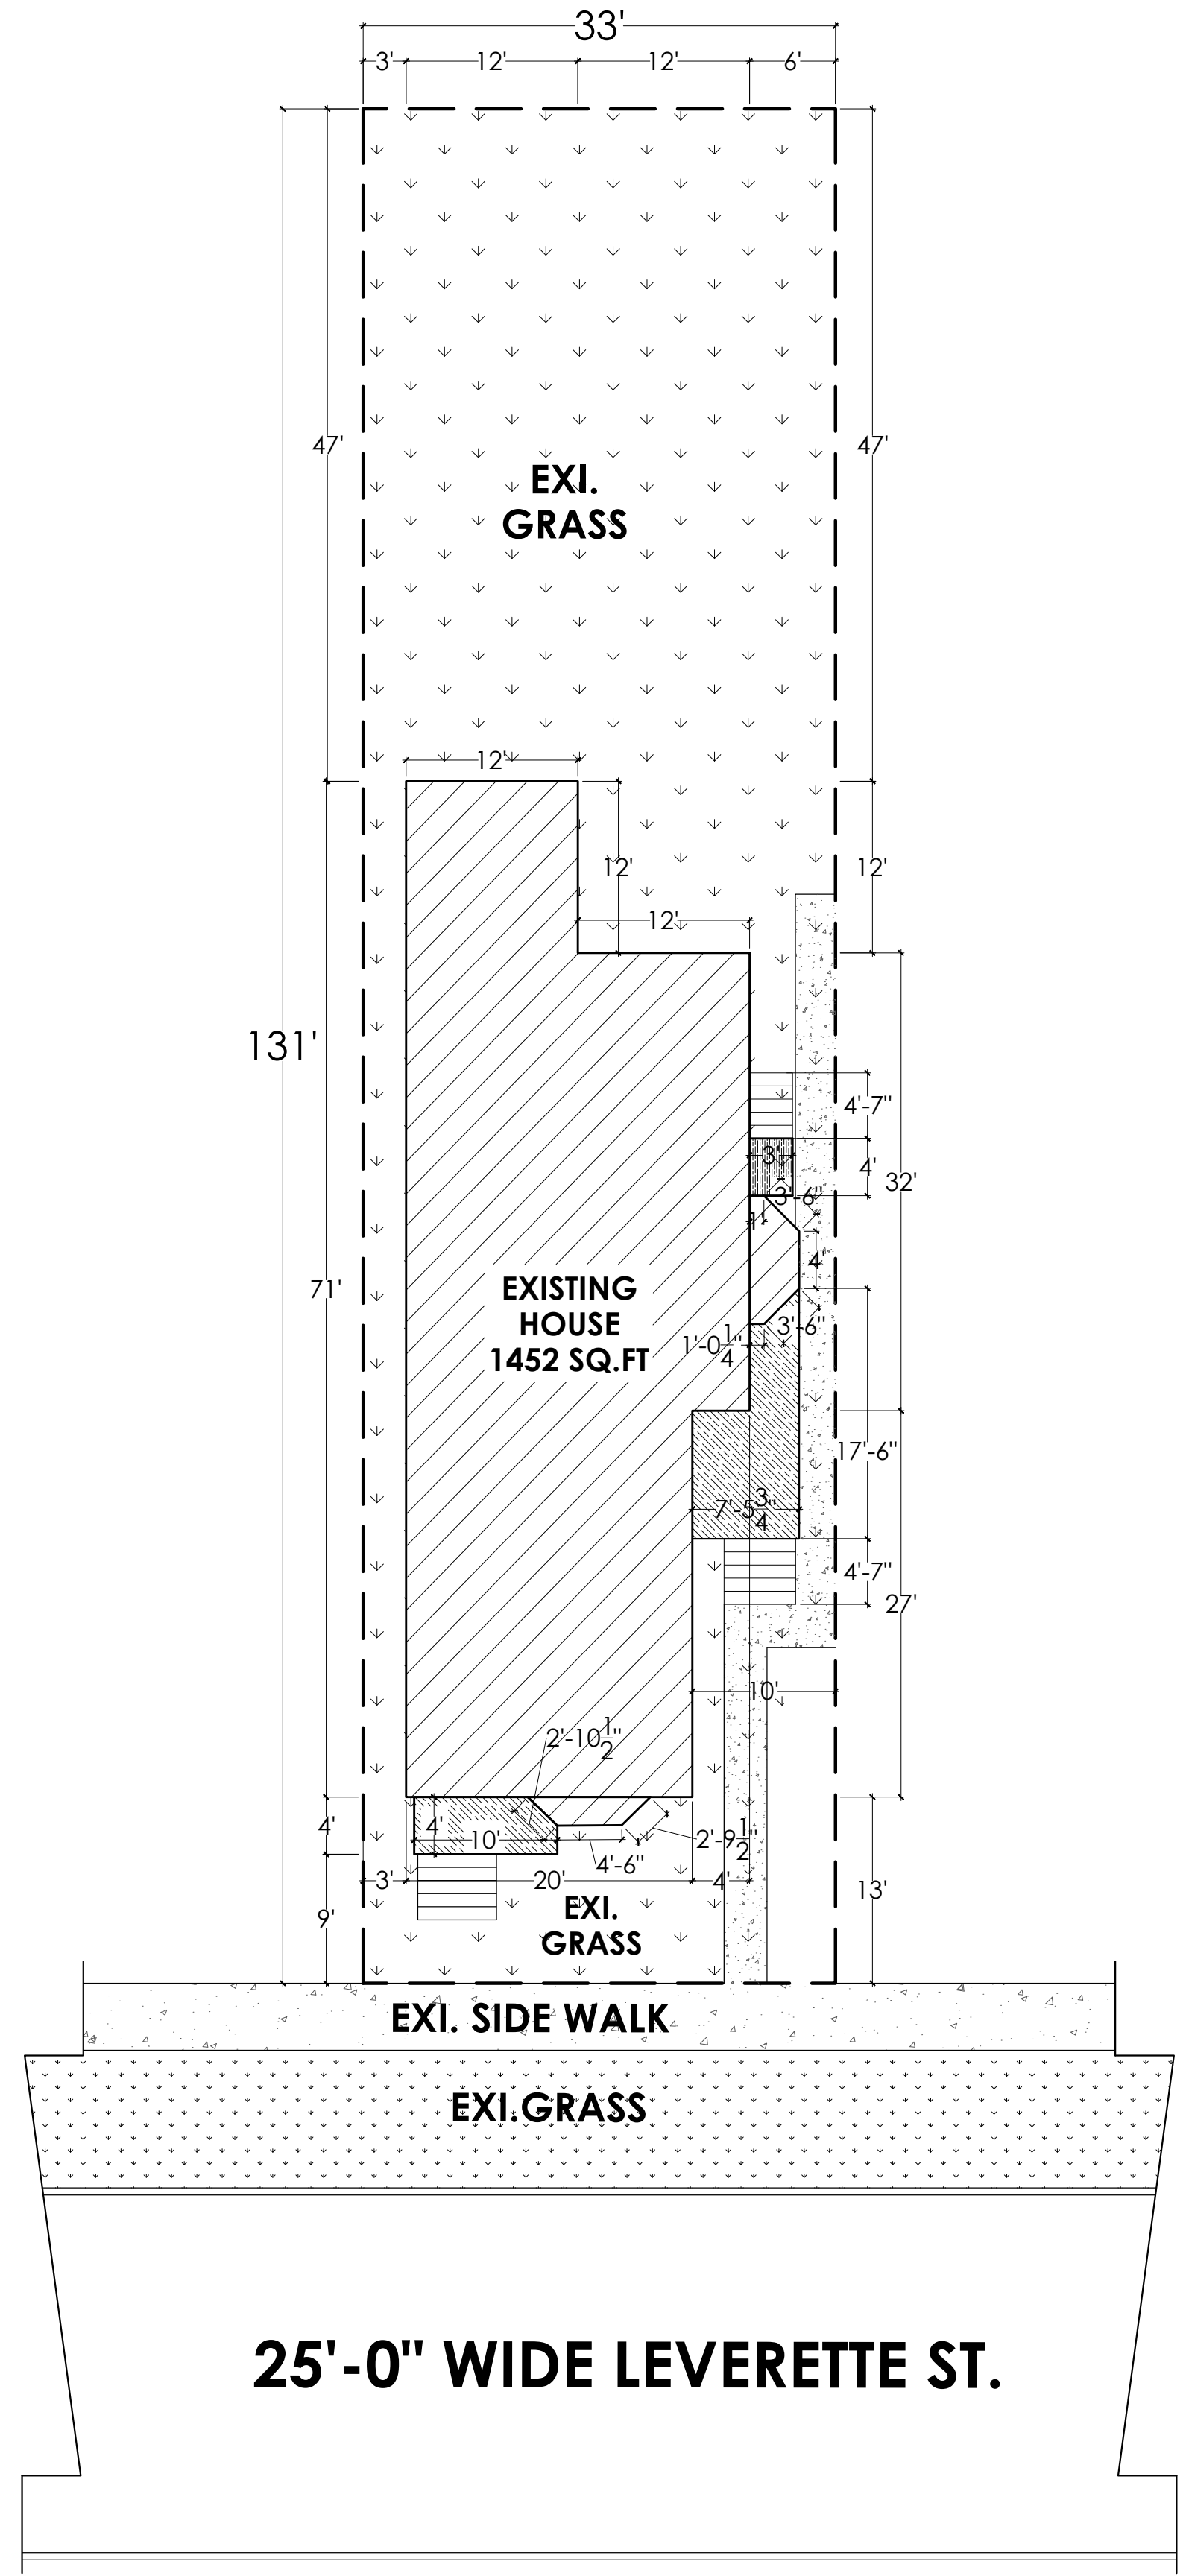 33'
3' 12' 12' 6'
47' 47'
EXI.
GRASS
12'
12' 12'
12'
131'
4'-7"
3' 4' 32'
3'-6"
1'
4'
71'
EXISTING
HOUSE
1452 SQ.FT
3'-6"
1'-0 1/4"
17'-6"
7'-5 3/4"
4'-7"
27'
10'
2'-10 1/2"
4' 4' 10' 2'-9 1/2"
4'-6"
3' 20' 4' 13'
9'
EXI.
GRASS
EXI. SIDE WALK
EXI.GRASS
25'-0" WIDE LEVERETTE ST.